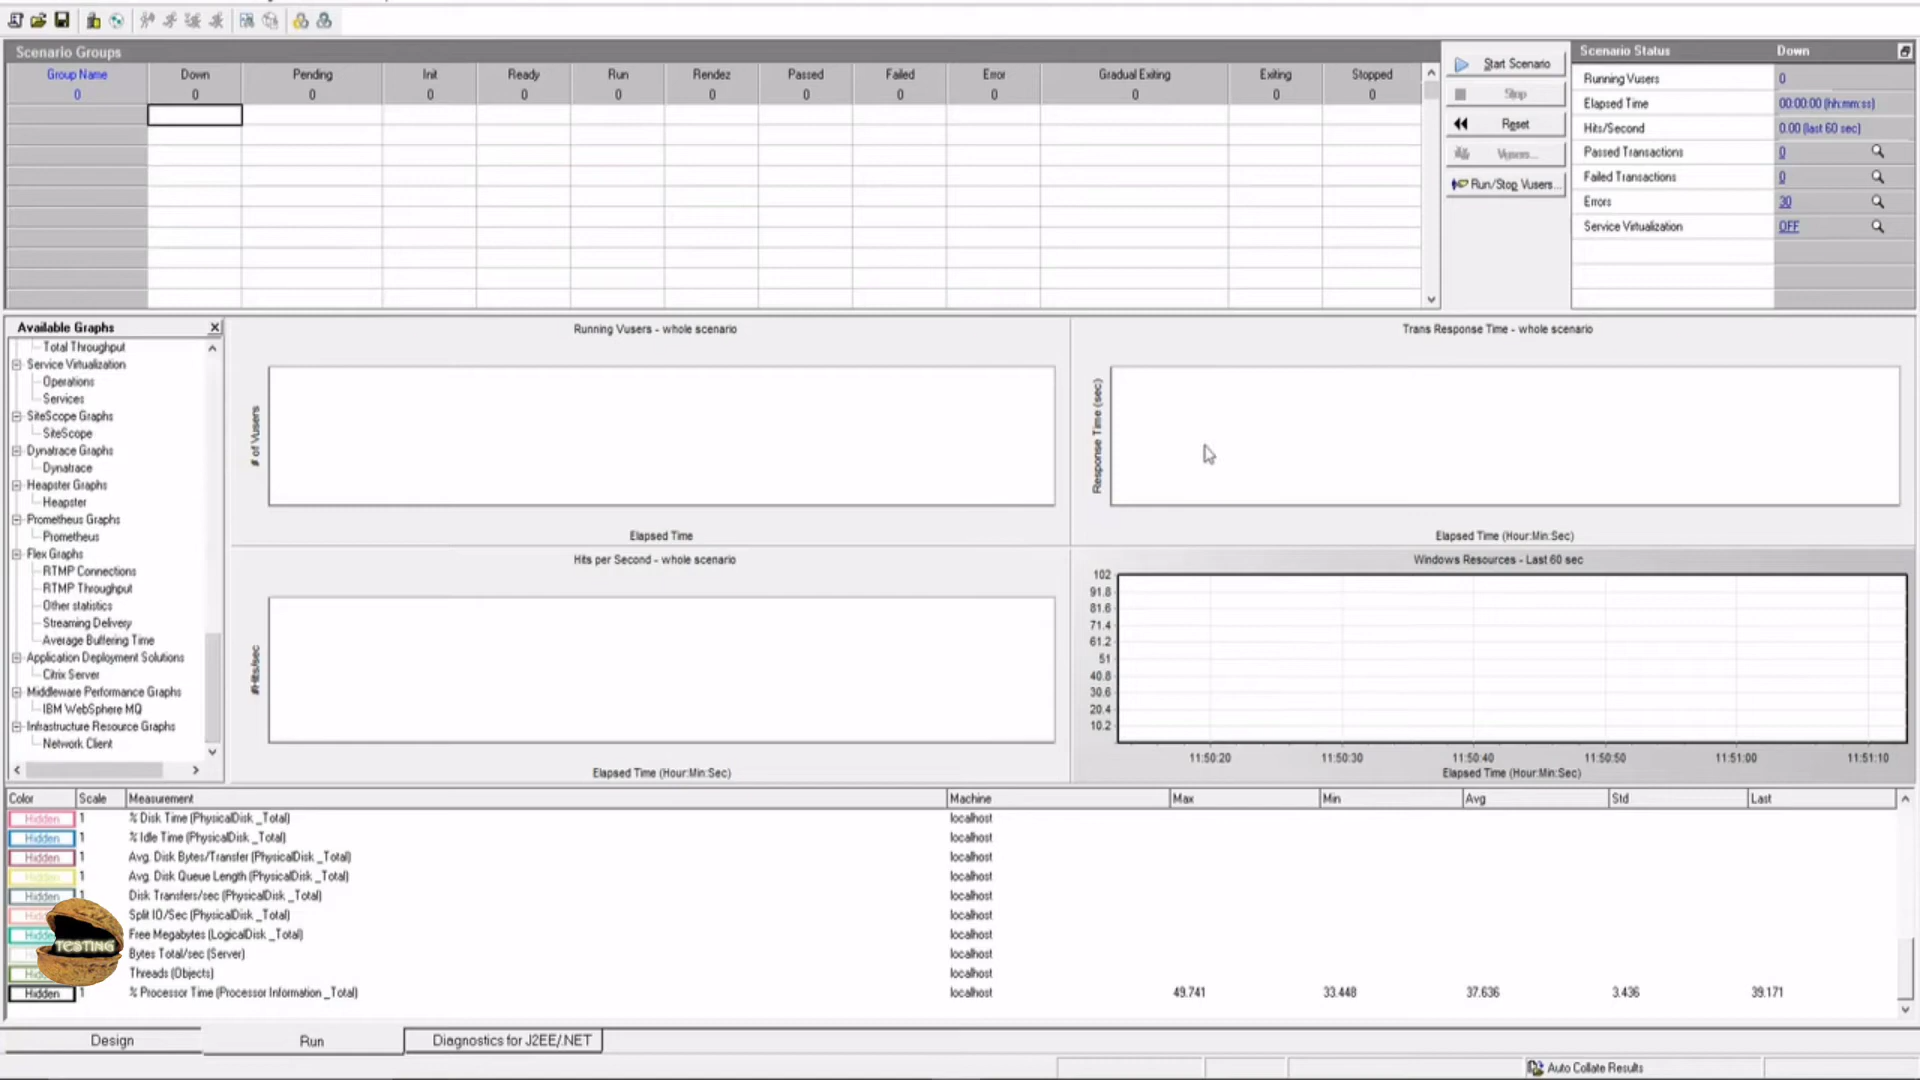 Scenario Groups
Group Name Down Pending Init Ready Run Rendez Passed Failed Error Gradual Exiting Exiting Stopped
0 0 0 0 0 0 0 0 0 0 0 0 0
Start Scenario
Stop
Reset
Vusers...
Run/Stop Vusers...
Scenario Status Down
Running Vusers 0
Elapsed Time 00:00:00 (hh:mm:ss)
Hits/Second 0.00 (last 60 sec)
Passed Transactions 0
Failed Transactions 0
Errors 30
Service Virtualization OFF
Available Graphs
Total Throughput
Service Virtualization
Operations
Services
SiteScope Graphs
SiteScope
Dynatrace Graphs
Dynatrace
Heapster Graphs
Heapster
Prometheus Graphs
Prometheus
Flex Graphs
RTMP Connections
RTMP Throughput
Other statistics
Streaming Delivery
Average Buffering Time
Application Deployment Solutions
Citrix Server
Middleware Performance Graphs
IBM WebSphere MQ
Infrastructure Resource Graphs
Network Client
Running Vusers - whole scenario
# of Vusers
Elapsed Time
Trans Response Time - whole scenario
Response Time (sec)
Elapsed Time (Hour:Min:Sec)
Hits per Second - whole scenario
#Hits/sec
Elapsed Time (Hour:Min:Sec)
Windows Resources - Last 60 sec
102
91.8
81.6
71.4
61.2
51
40.8
30.6
20.4
10.2
11:50:20 11:50:30 11:50:40 11:50:50 11:51:00 11:51:10
Elapsed Time (Hour:Min:Sec)
Color Scale Measurement Machine Max Min Avg Std Last
Hidden 1 % Disk Time (PhysicalDisk _Total) localhost
Hidden 1 % Idle Time (PhysicalDisk _Total) localhost
Hidden 1 Avg. Disk Bytes/Transfer (PhysicalDisk _Total) localhost
Hidden 1 Avg. Disk Queue Length (PhysicalDisk _Total) localhost
Hidden 1 Disk Transfers/sec (PhysicalDisk _Total) localhost
Split IO/Sec (PhysicalDisk _Total) localhost
Free Megabytes (LogicalDisk _Total) localhost
Bytes Total/sec (Server) localhost
Threads (Objects) localhost
Hidden 1 % Processor Time (Processor Information _Total) localhost 49.741 33.448 37.636 3.436 39.171
TESTING
Design Run Diagnostics for J2EE/.NET
Auto Collate Results